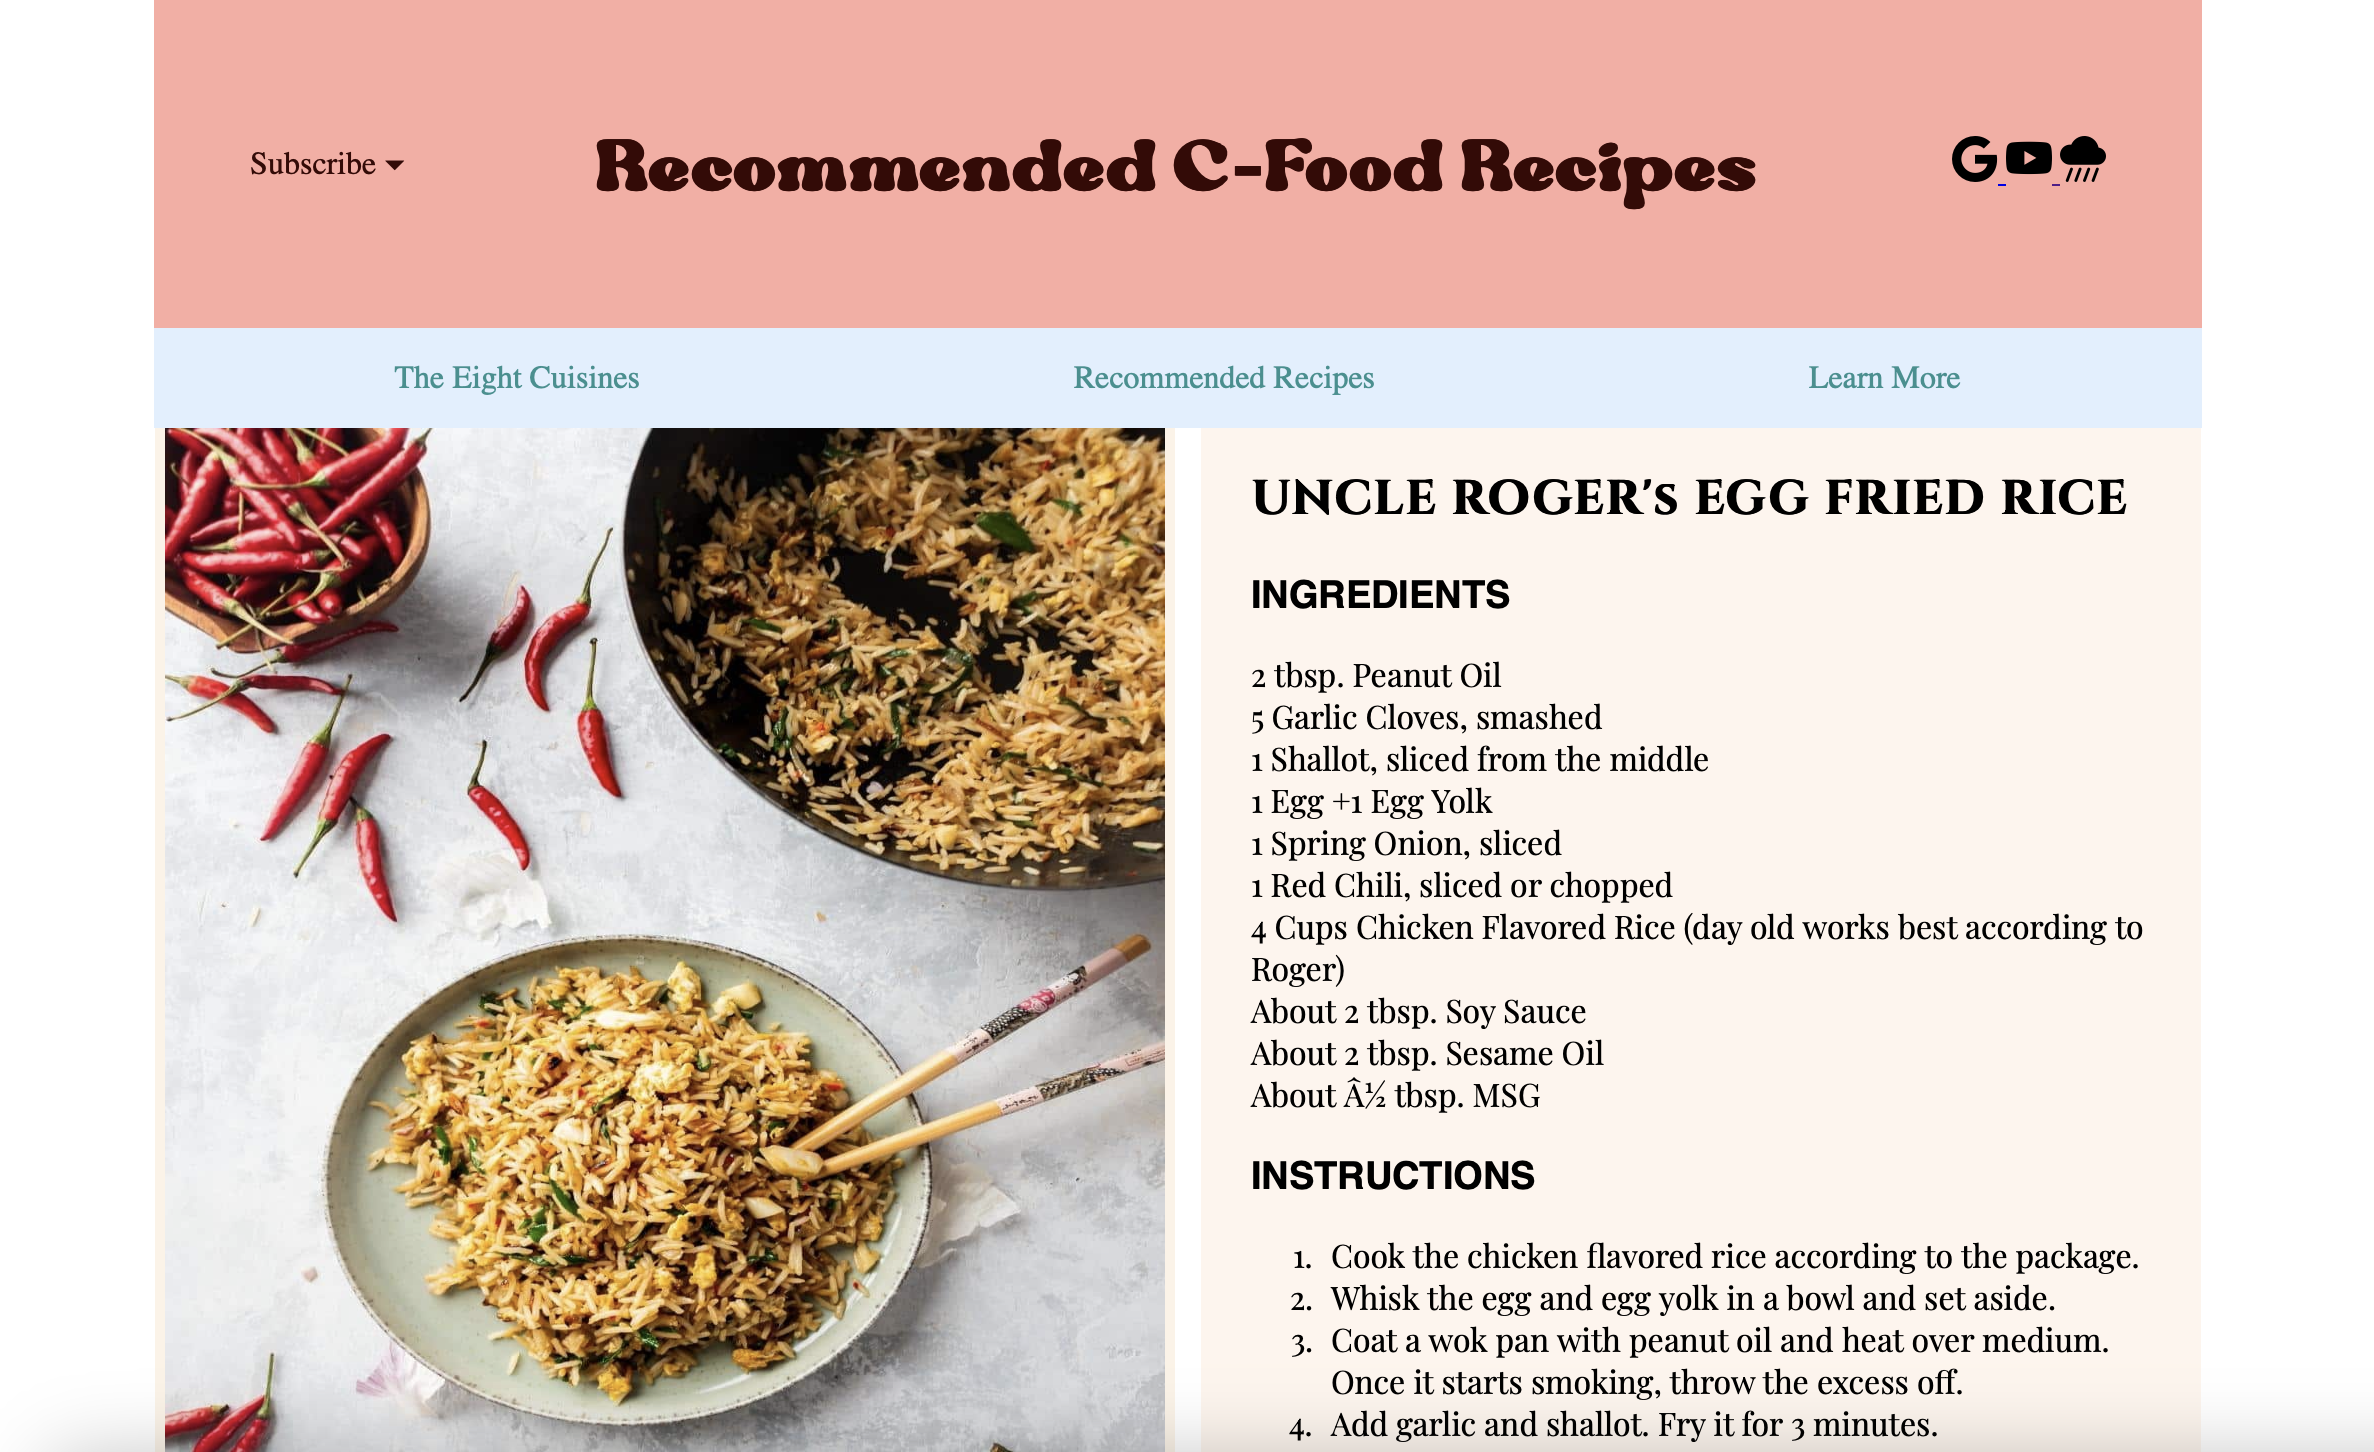 Subscribe
Recommended C-Food Recipes
The Eight Cuisines
Recommended Recipes
Learn More
UNCLE ROGER's EGG FRIED RICE
INGREDIENTS
2 tbsp. Peanut Oil
5 Garlic Cloves, smashed
1 Shallot, sliced from the middle
1 Egg +1 Egg Yolk
1 Spring Onion, sliced
1 Red Chili, sliced or chopped
4 Cups Chicken Flavored Rice (day old works best according to
Roger)
About 2 tbsp. Soy Sauce
About 2 tbsp. Sesame Oil
About Â½ tbsp. MSG
INSTRUCTIONS
1. Cook the chicken flavored rice according to the package.
2. Whisk the egg and egg yolk in a bowl and set aside.
3. Coat a wok pan with peanut oil and heat over medium.
Once it starts smoking, throw the excess off.
4. Add garlic and shallot. Fry it for 3 minutes.